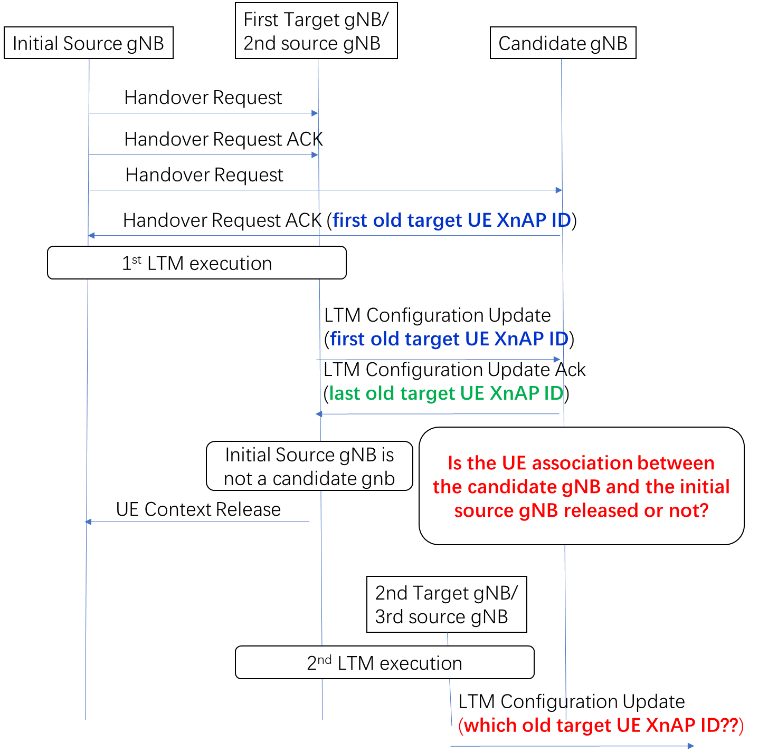 Initial Source gNB
First Target gNB/
2nd source gNB
Candidate gNB
Handover Request
Handover Request ACK
Handover Request
Handover Request ACK (first old target UE XnAP ID)
1st LTM execution
LTM Configuration Update
(first old target UE XnAP ID)
LTM Configuration Update Ack
(last old target UE XnAP ID)
Initial Source gNB is
not a candidate gnb
Is the UE association between
the candidate gNB and the initial
source gNB released or not?
UE Context Release
2nd Target gNB/
3rd source gNB
2nd LTM execution
LTM Configuration Update
(which old target UE XnAP ID??)